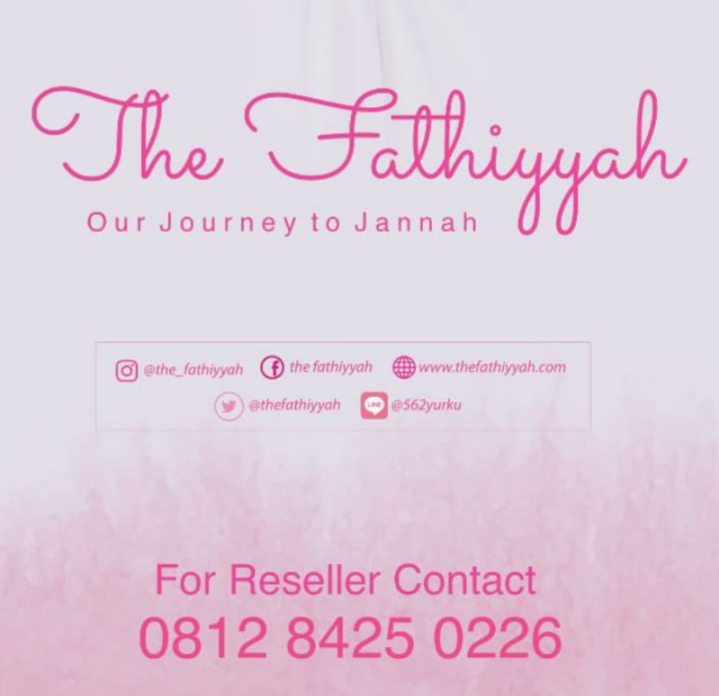 The Fathiyyah
Our Journey to Jannah
@the_fathiyyah the fathiyyah www.thefathiyyah.com
@thefathiyyah LINE @562yurku
For Reseller Contact
0812 8425 0226